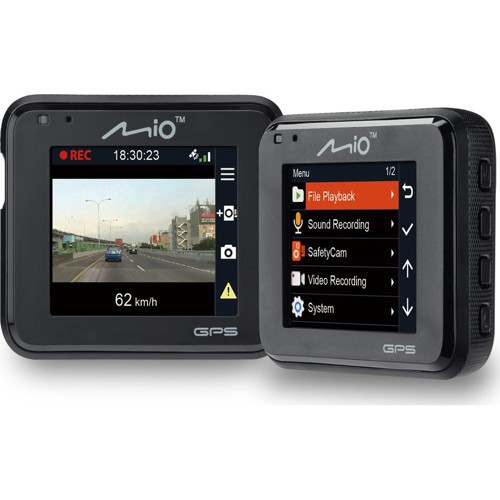 MiO™
REC 18:30:23
62 km/h
GPS
MiO™
Menu 1/2
File Playback
Sound Recording
SafetyCam
Video Recording
System
GPS